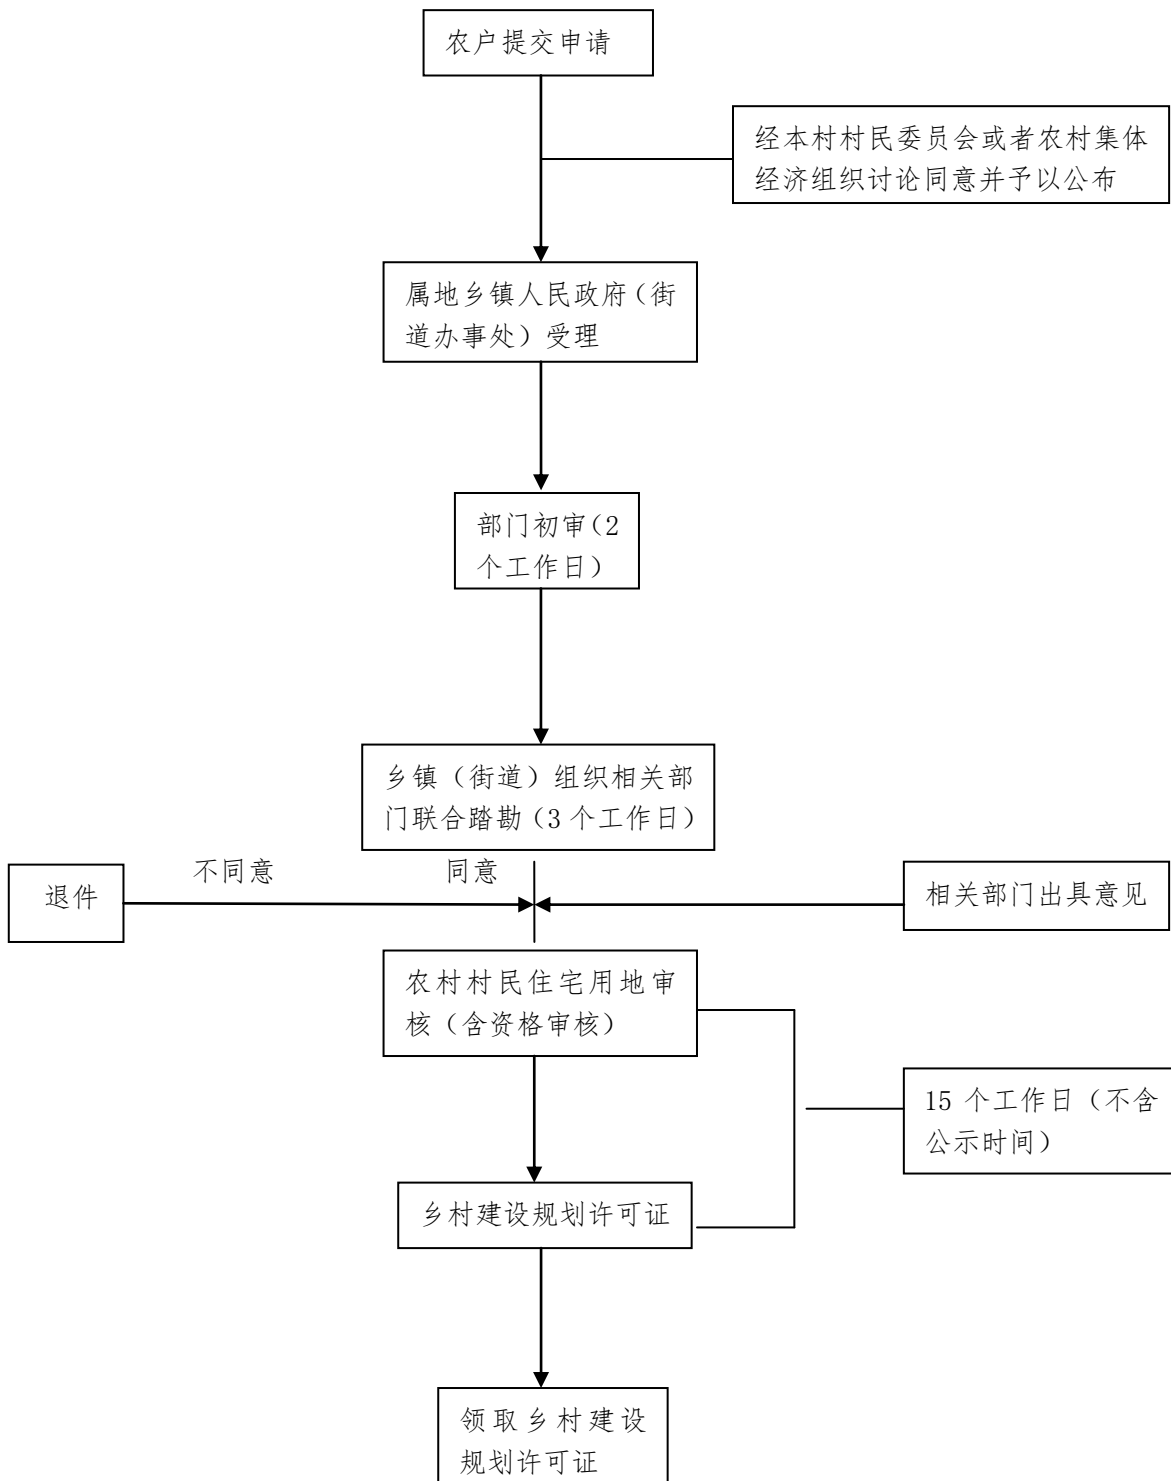 农户提交申请
经本村村民委员会或者农村集体
经济组织讨论同意并予以公布
属地乡镇人民政府（街
道办事处）受理
部门初审（2
个工作日）
乡镇（街道）组织相关部
门联合踏勘（3 个工作日）
不同意
同意
退件
相关部门出具意见
农村村民住宅用地审
核（含资格审核）
15 个工作日（不含
公示时间）
乡村建设规划许可证
领取乡村建设
规划许可证